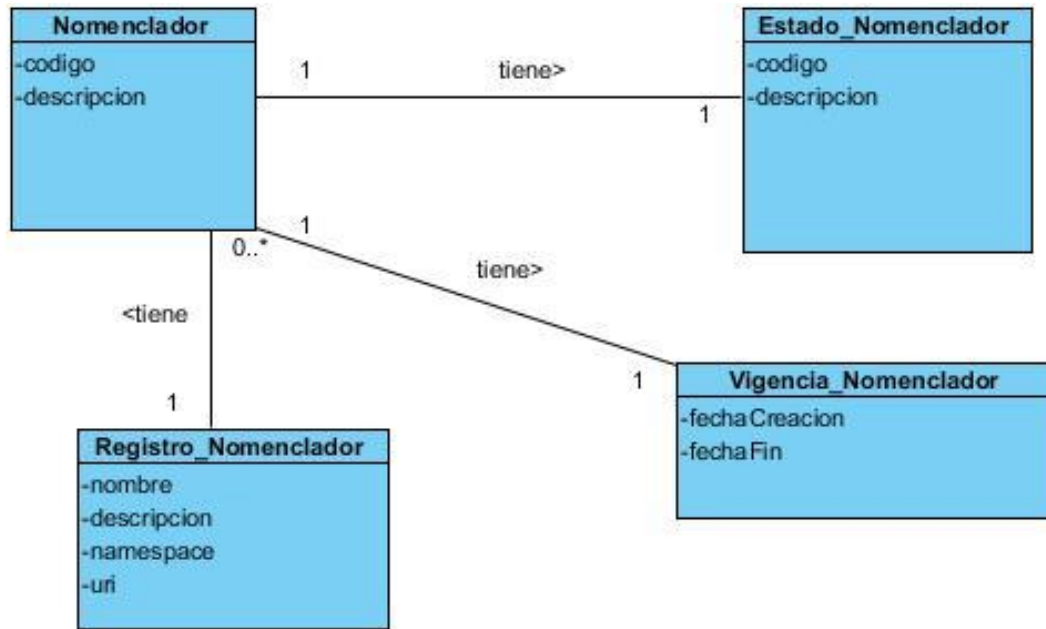 Nomenclador
-codigo
-descripcion
Estado_Nomenclador
-codigo
-descripcion
1
tiene>
1
1
0..*
tiene>
<tiene
1
1
Vigencia_Nomenclador
-fechaCreacion
-fechaFin
Registro_Nomenclador
-nombre
-descripcion
-namespace
-uri